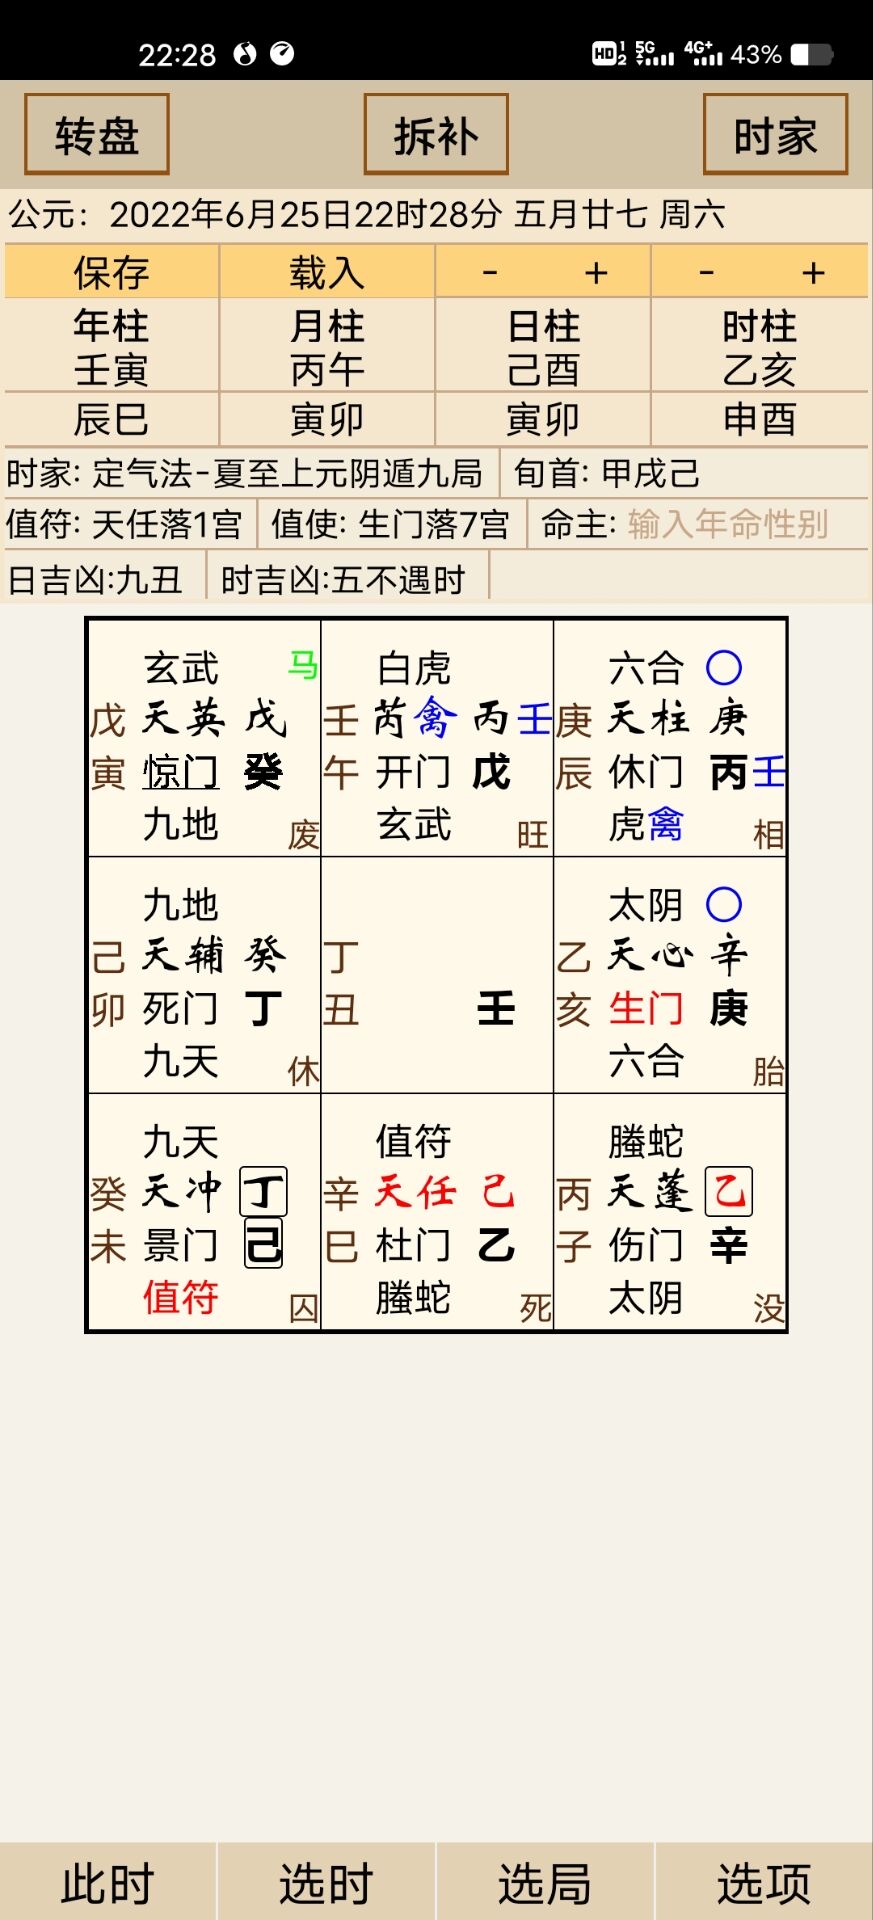 22:28 HD 1 2 5G 4G+ 43%
转盘 拆补 时家
公元：2022年6月25日22时28分 五月廿七 周六
保存 载入 - + - +
年柱 月柱 日柱 时柱
壬寅 丙午 己酉 乙亥
辰巳 寅卯 寅卯 申酉
时家: 定气法-夏至上元阴遁九局 旬首: 甲戌己
值符: 天任落1宫 值使: 生门落7宫 命主: 输入年命性别
日吉凶:九丑 时吉凶:五不遇时
玄武 马 白虎 六合 〇
戊 天英 戊 壬 芮禽 丙 壬 庚 天柱 庚
寅 惊门 癸 午 开门 戊 辰 休门 丙 壬
九地 废 玄武 旺 虎禽 相
九地 太阴 〇
己 天辅 癸 丁 乙 天心 辛
卯 死门 丁 丑 壬 亥 生门 庚
九天 休 六合 胎
九天 值符 螣蛇
癸 天冲 丁 辛 天任 己 丙 天蓬 乙
未 景门 己 巳 杜门 乙 子 伤门 辛
值符 囚 螣蛇 死 太阴 没
此时 选时 选局 选项